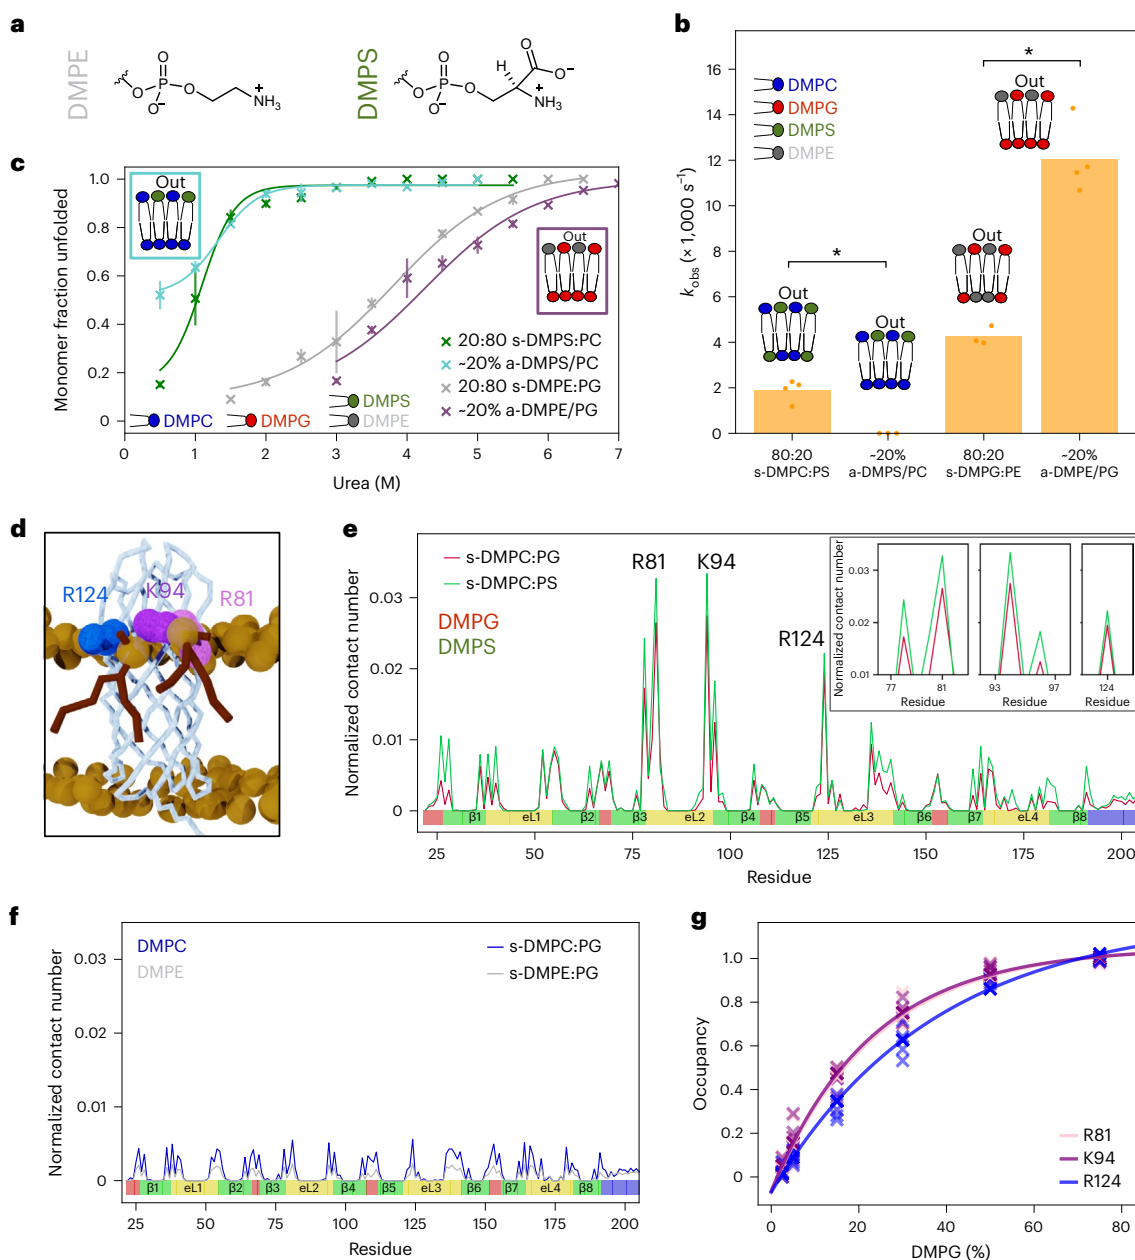 a
DMPE
O
P
O
O−
+
NH3
DMPS
O
P
O
O−
H
O
O−
+
NH3
b
kobs (× 1,000 s−1)
16
14
12
10
8
6
4
2
0
DMPC
DMPG
DMPS
DMPE
*
*
Out
Out
Out
Out
80:20
s-DMPC:PS
~20%
a-DMPS/PC
80:20
s-DMPG:PE
~20%
a-DMPE/PG
c
Monomer fraction unfolded
1.0
0.8
0.6
0.4
0.2
0
Out
Out
20:80 s-DMPS:PC
~20% a-DMPS/PC
20:80 s-DMPE:PG
~20% a-DMPE/PG
DMPC
DMPG
DMPS
DMPE
0 1 2 3 4 5 6 7
Urea (M)
d
R124
K94
R81
e
Normalized contact number
0.03
0.02
0.01
0
s-DMPC:PG
s-DMPC:PS
DMPG
DMPS
R81
K94
R124
Normalized contact number
0.03
0.02
0.01
77 81
93 97
124
Residue
Residue
Residue
β1 eL1 β2 β3 eL2 β4 β5 eL3 β6 β7 eL4 β8
25 50 75 100 125 150 175 200
Residue
f
Normalized contact number
0.03
0.02
0.01
0
DMPC
DMPE
s-DMPC:PG
s-DMPE:PG
β1 eL1 β2 β3 eL2 β4 β5 eL3 β6 β7 eL4 β8
25 50 75 100 125 150 175 200
Residue
g
Occupancy
1.0
0.8
0.6
0.4
0.2
0
R81
K94
R124
0 20 40 60 80
DMPG (%)